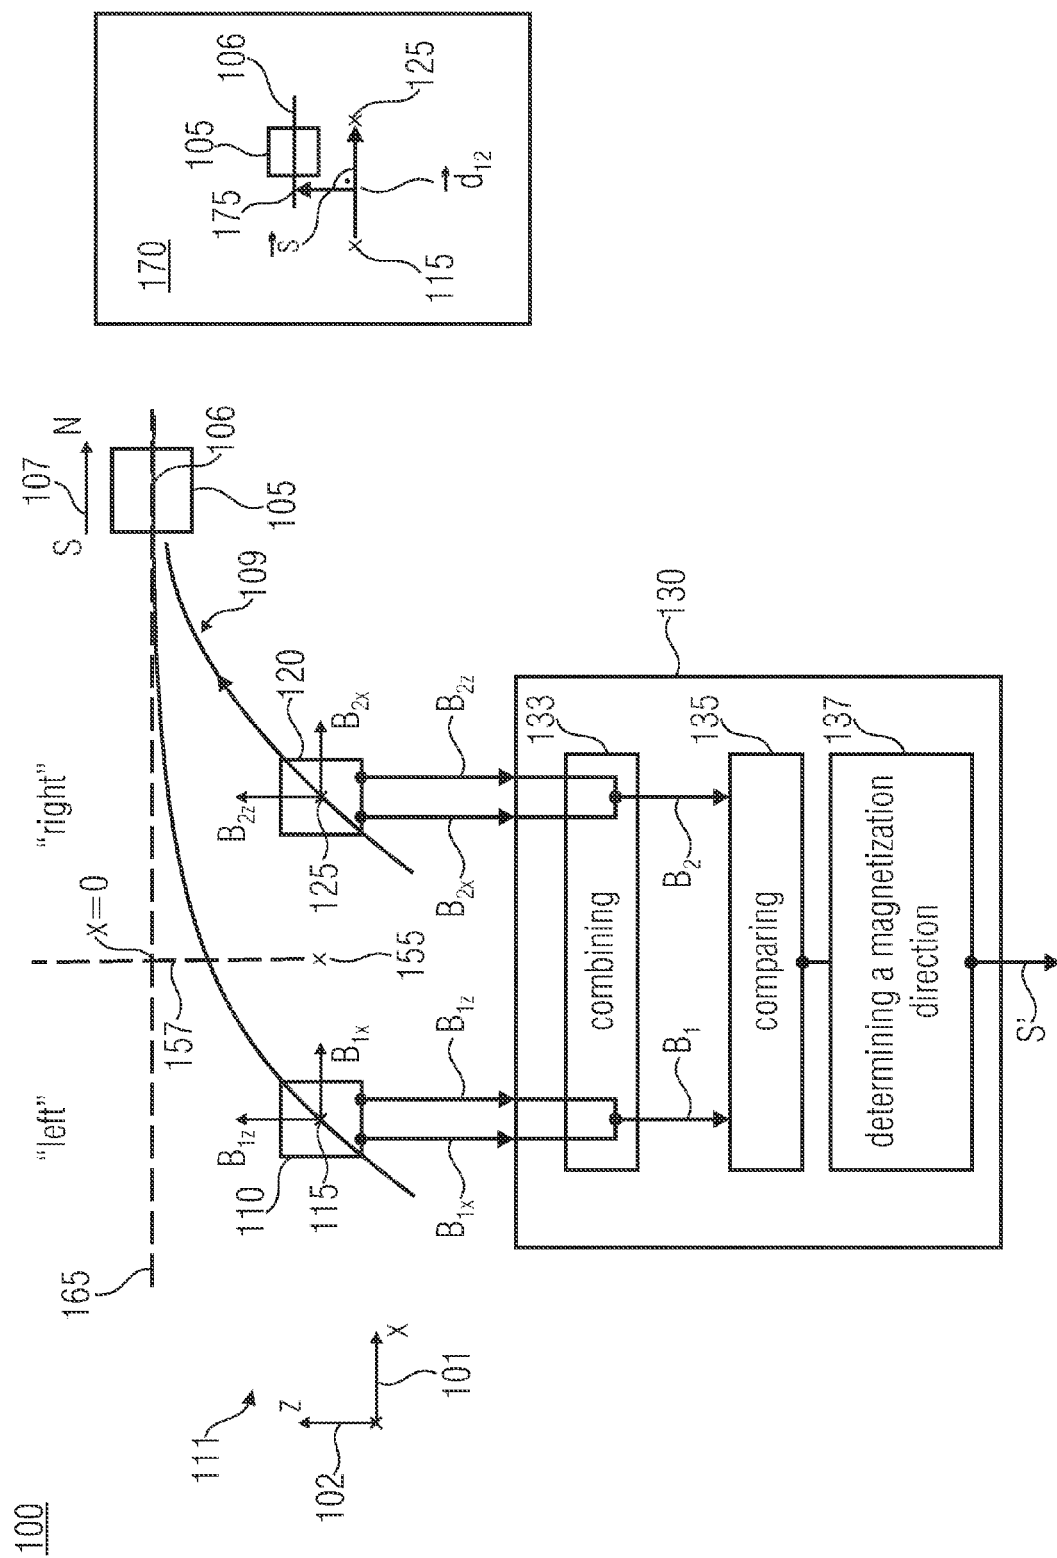 100
111
z
x
102
101
165
"left"
157
x=0
"right"
S
107
N
106
105
109
110
B1z
B1x
115
155
120
B2z
B2x
125
B1x
B1z
B2x
B2z
130
133
combining
B1
B2
135
comparing
137
determining a magnetization
direction
S'
170
175
105
106
S
115
125
d12